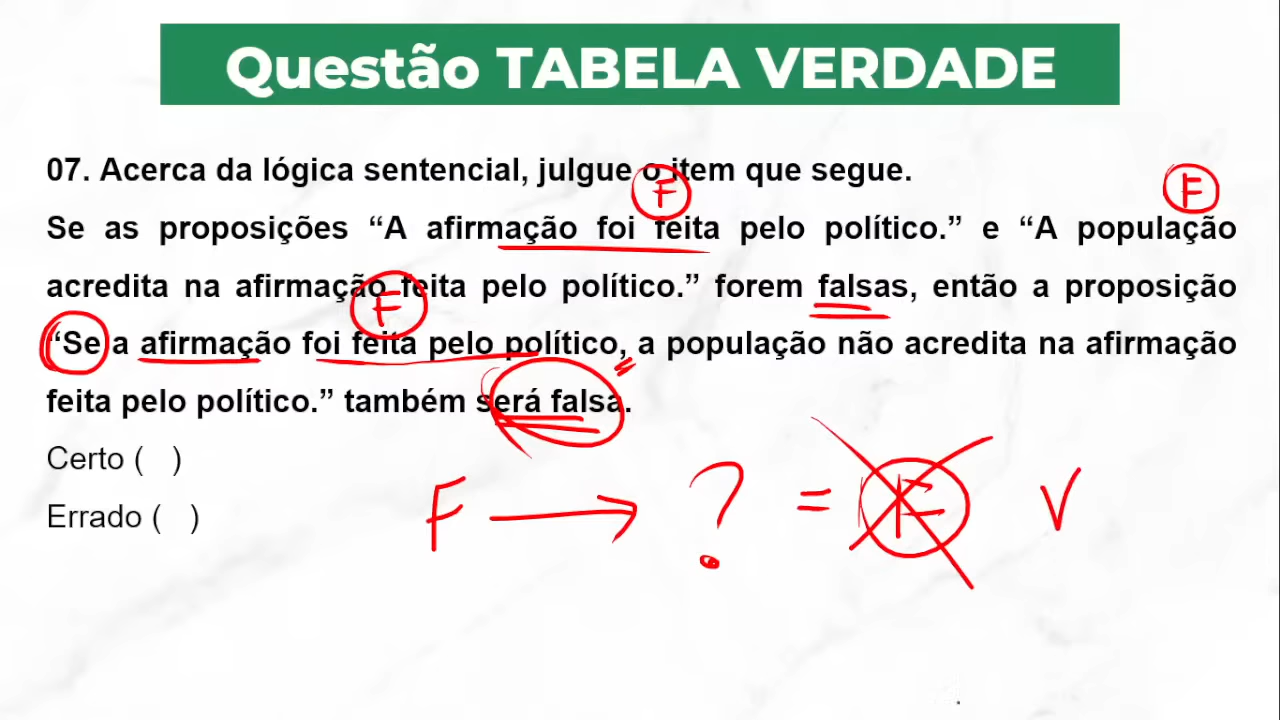 Questão TABELA VERDADE
07. Acerca da lógica sentencial, julgue o item que segue.
F F
Se as proposições “A afirmação foi feita pelo político.” e “A população
acredita na afirmação feita pelo político.” forem falsas, então a proposição
F
“Se a afirmação foi feita pelo político, a população não acredita na afirmação
feita pelo político.” também será falsa.
Certo ( )
Errado ( )
F → ? = F V